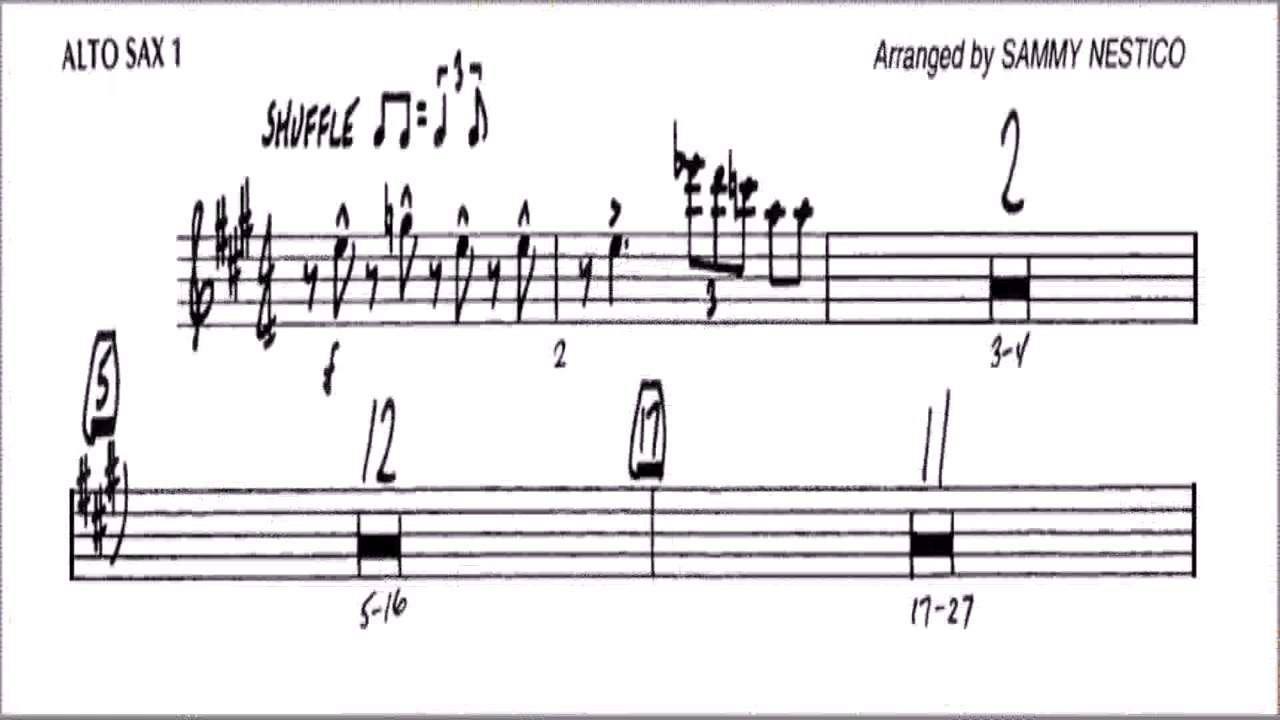 ALTO SAX 1
Arranged by SAMMY NESTICO
SHUFFLE
3
2
f
3
2
3-4
5
12
17
11
5-16
17-27